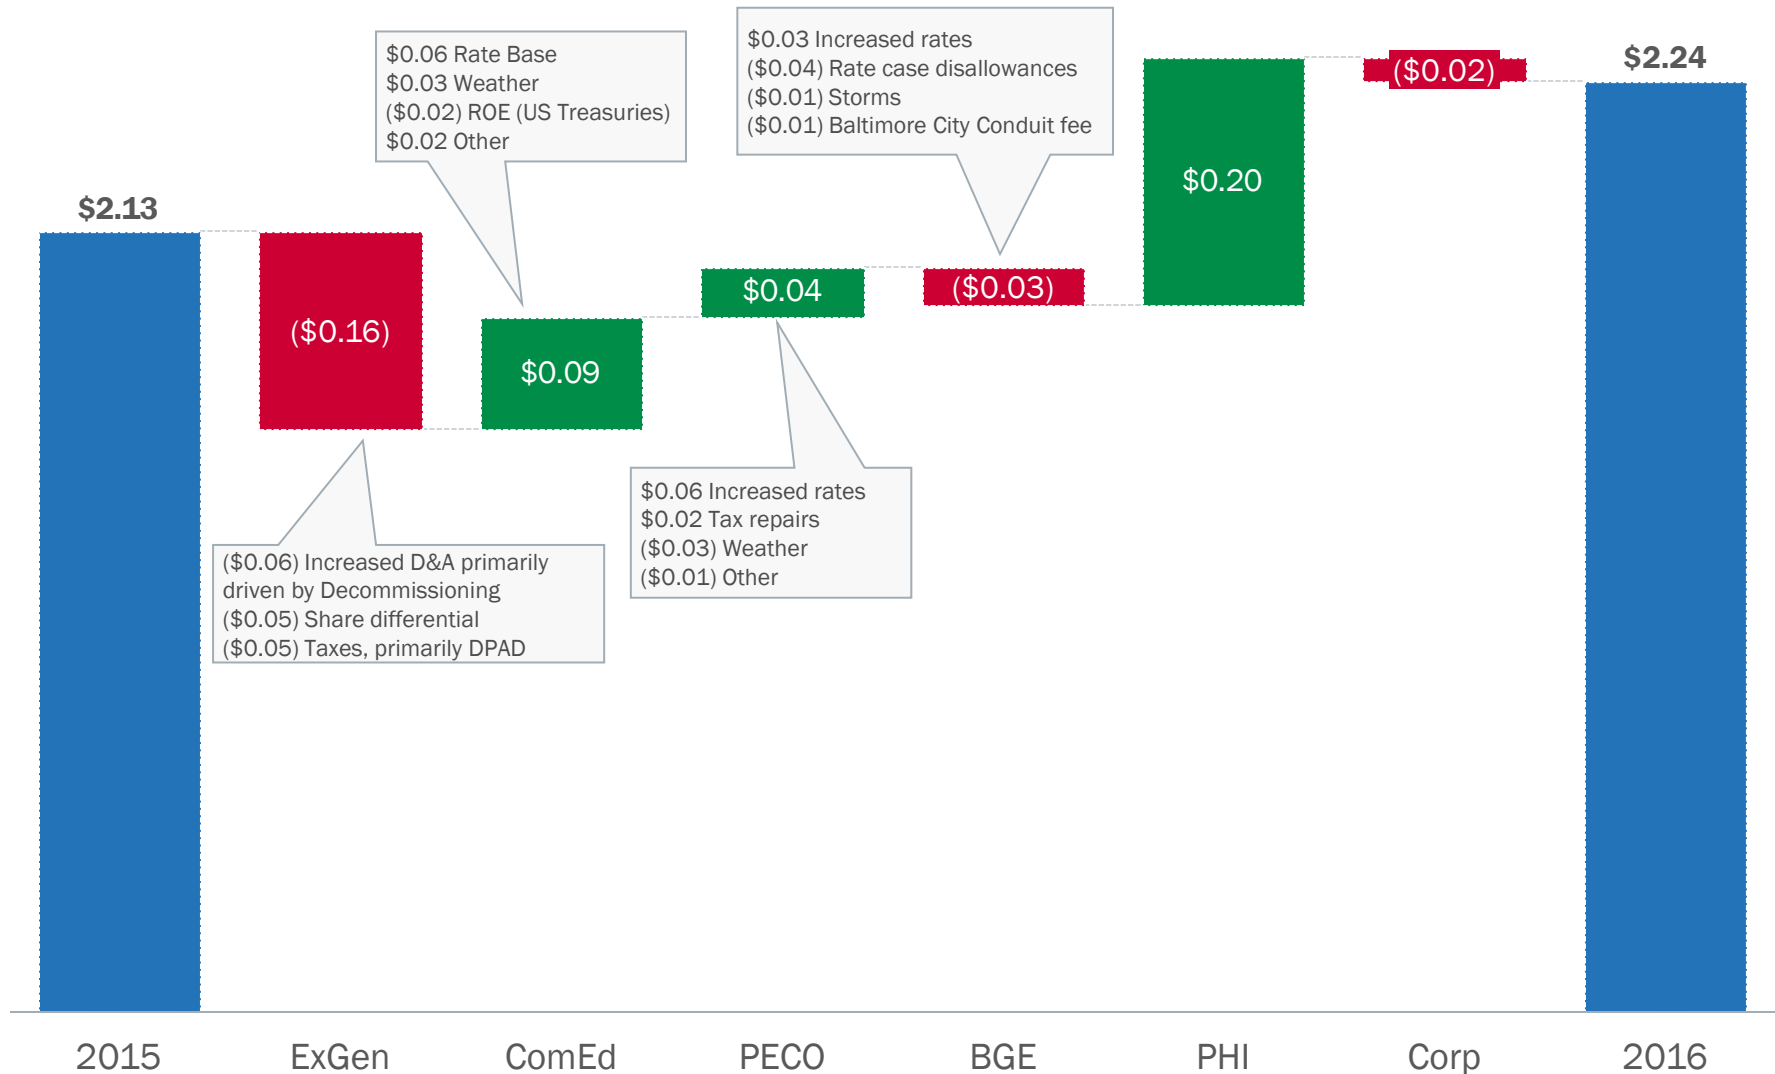 $0.06 Rate Base
$0.03 Weather
($0.02) ROE (US Treasuries)
$0.02 Other
$0.03 Increased rates
($0.04) Rate case disallowances
($0.01) Storms
($0.01) Baltimore City Conduit fee
$2.13
($0.16)
$0.09
$0.04
($0.03)
$0.20
($0.02)
$2.24
($0.06) Increased D&A primarily
driven by Decommissioning
($0.05) Share differential
($0.05) Taxes, primarily DPAD
$0.06 Increased rates
$0.02 Tax repairs
($0.03) Weather
($0.01) Other
2015
ExGen
ComEd
PECO
BGE
PHI
Corp
2016